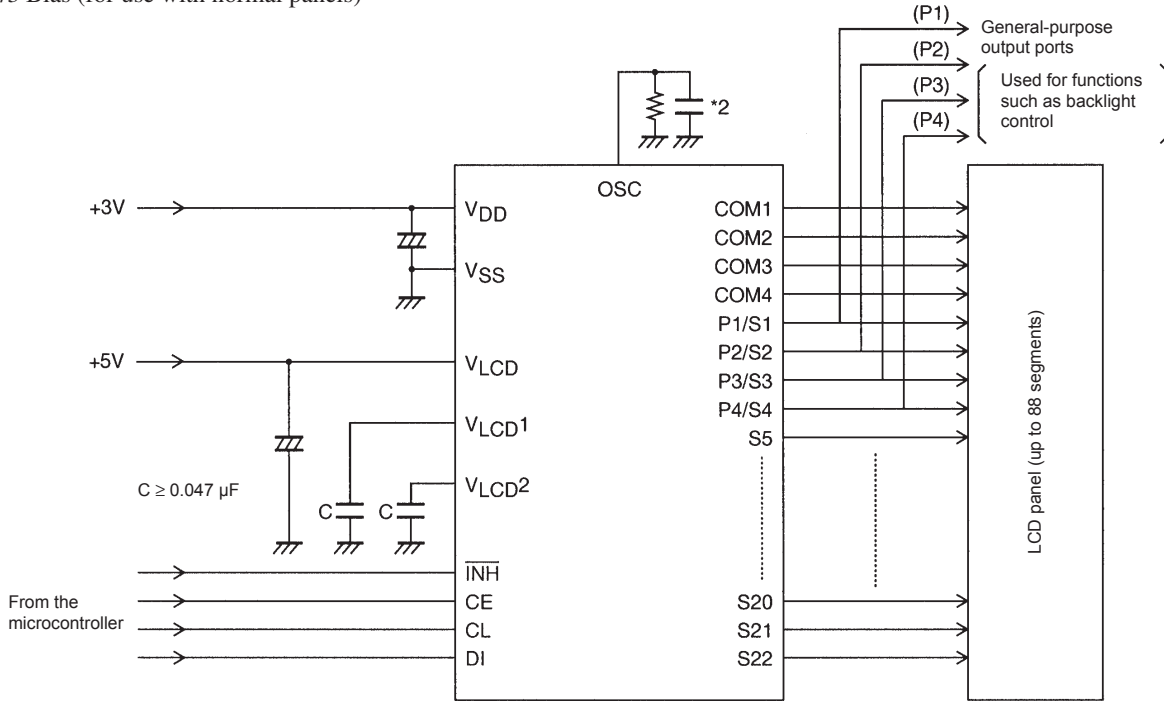 /3 Bias (for use with normal panels)
(P1)
General-purpose
output ports
(P2)
(P3)
Used for functions
such as backlight
control
(P4)
*2
OSC
+3V
VDD
VSS
+5V
VLCD
VLCD1
VLCD2
C ≥ 0.047 µF
C
C
From the
microcontroller
INH
CE
CL
DI
COM1
COM2
COM3
COM4
P1/S1
P2/S2
P3/S3
P4/S4
S5
S20
S21
S22
LCD panel (up to 88 segments)